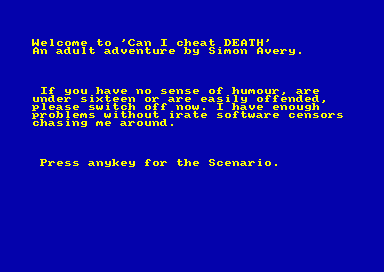 Welcome to 'Can I cheat DEATH'
An adult adventure by Simon Avery.
If you have no sense of humour, are
under sixteen or are easily offended,
please switch off now. I have enough
problems without irate software censors
chasing me around.
Press anykey for the Scenario.